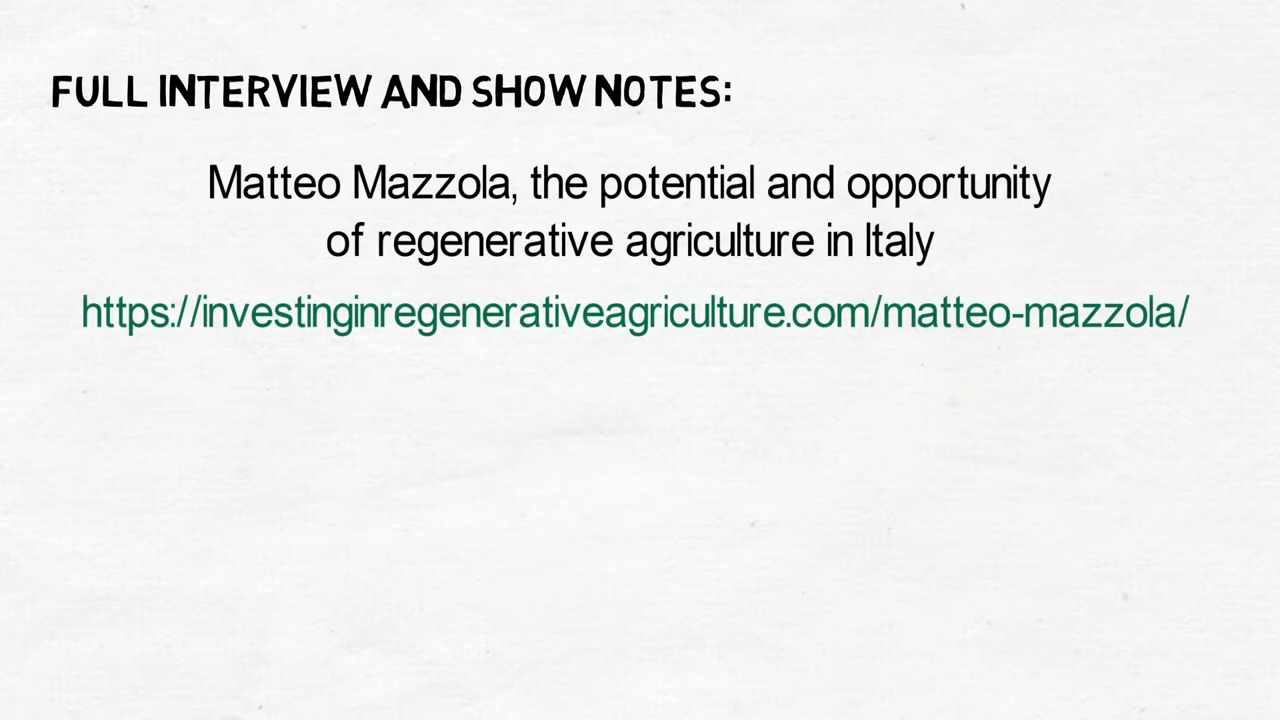 FULL INTERVIEW AND SHOW NOTES:
Matteo Mazzola, the potential and opportunity
of regenerative agriculture in Italy
https://investinginregenerativeagriculture.com/matteo-mazzola/